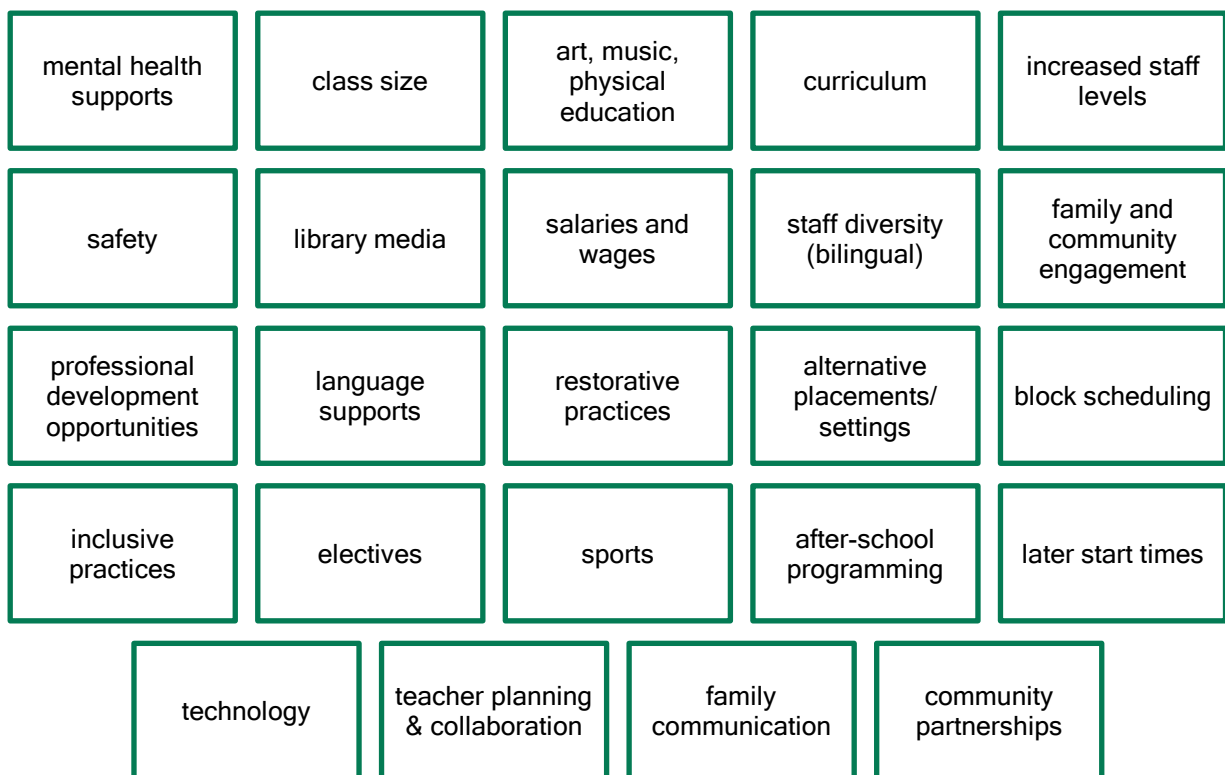 mental health
supports
class size
art, music,
physical
education
curriculum
increased staff
levels
safety
library media
salaries and
wages
staff diversity
(bilingual)
family and
community
engagement
professional
development
opportunities
language
supports
restorative
practices
alternative
placements/
settings
block scheduling
inclusive
practices
electives
sports
after-school
programming
later start times
technology
teacher planning
& collaboration
family
communication
community
partnerships